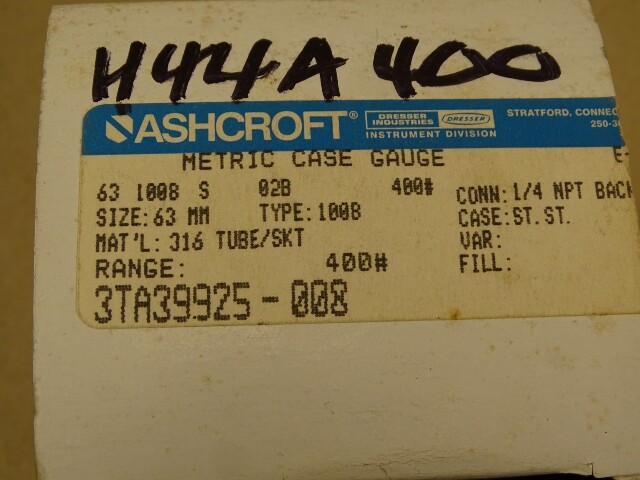 H44A 400
ASHCROFT® DRESSER INDUSTRIES DRESSER INSTRUMENT DIVISION STRATFORD, CONNEC
250-30
METRIC CASE GAUGE E-
63 1008 S 02B 400# CONN: 1/4 NPT BACK
SIZE: 63 MM TYPE: 1008 CASE: ST. ST.
MAT'L: 316 TUBE/SKT VAR:
RANGE: 400# FILL:
3TA39925-008